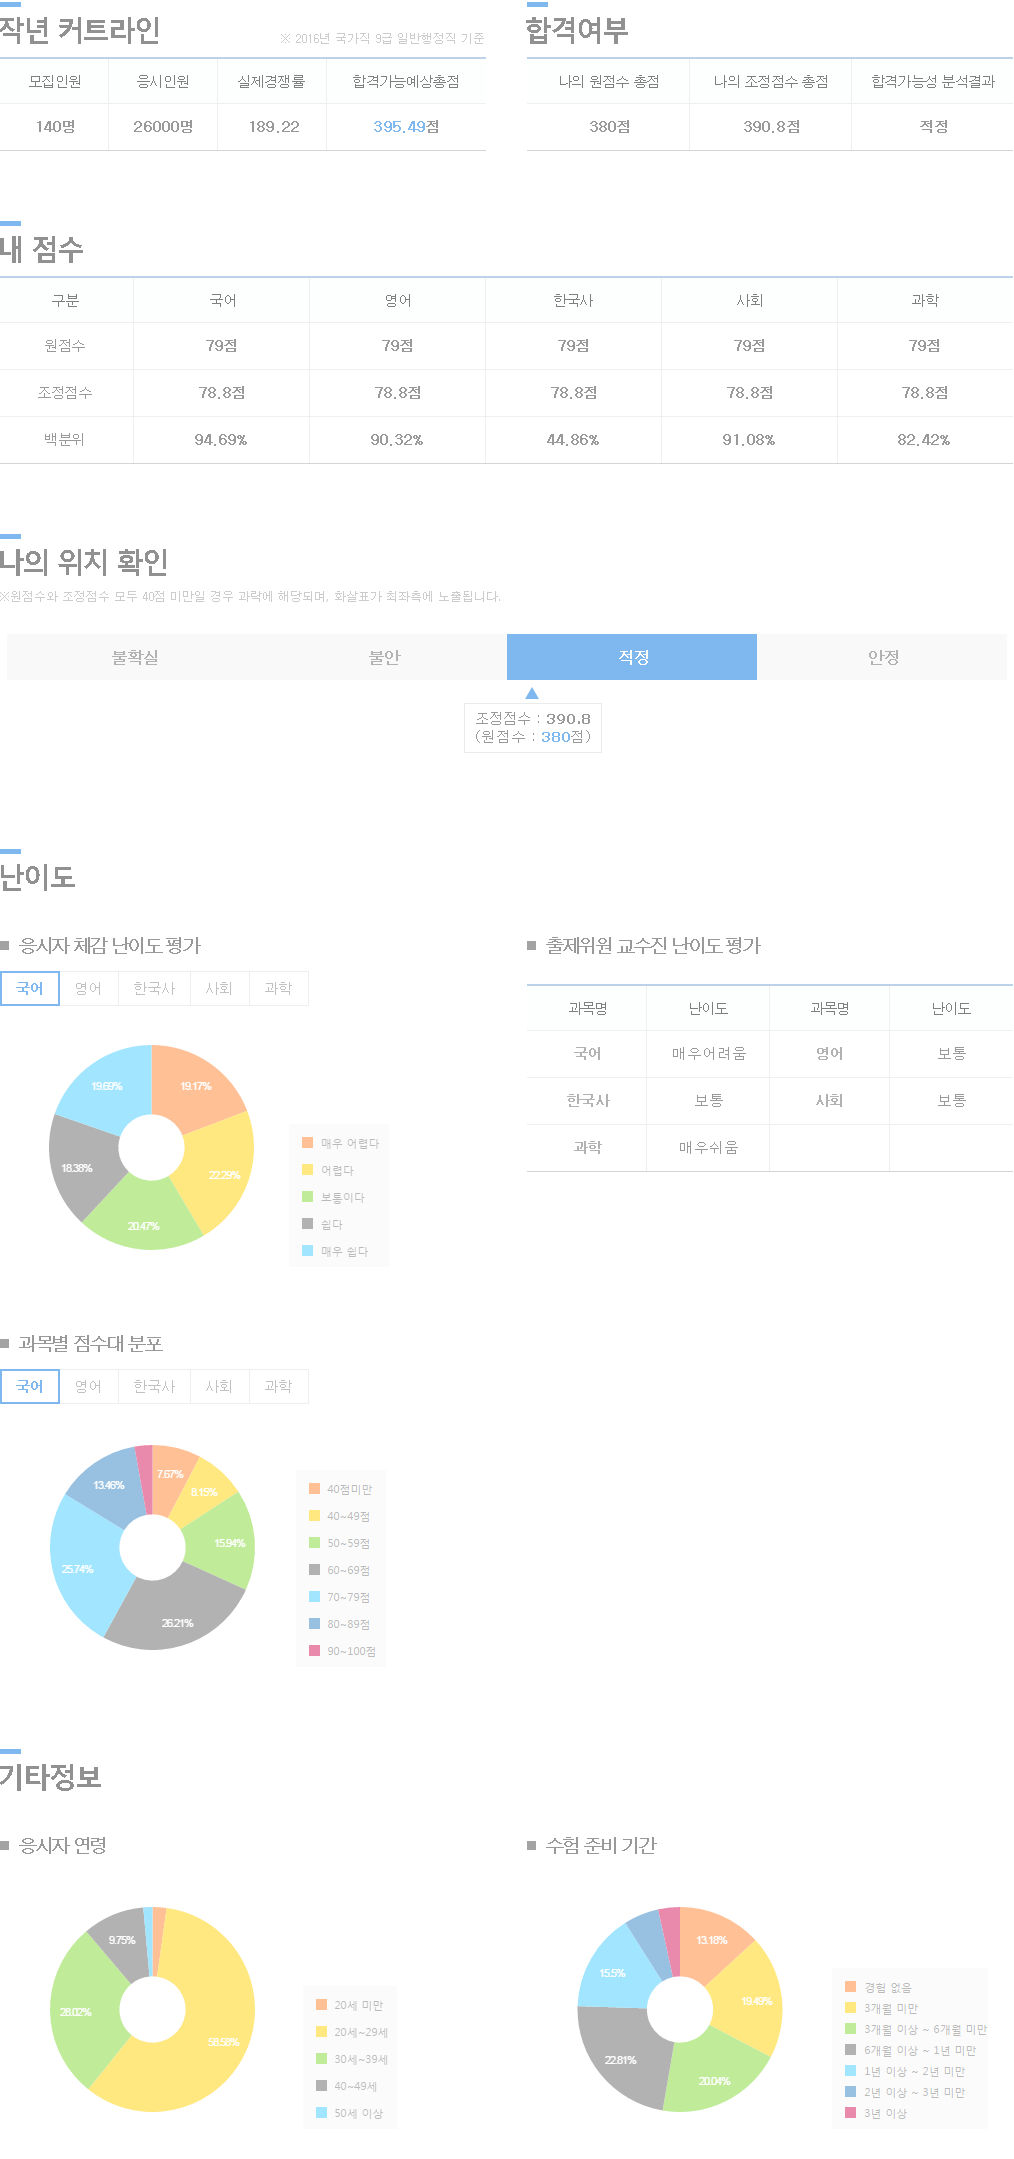 작년 커트라인
※ 2016년 국가직 9급 일반행정직 기준
모집인원 응시인원 실제경쟁률 합격가능예상총점
140명 26000명 189.22 395.49점
합격여부
나의 원점수 총점 나의 조정점수 총점 합격가능성 분석결과
380점 390.8점 적정
내 점수
구분 국어 영어 한국사 사회 과학
원점수 79점 79점 79점 79점 79점
조정점수 78.8점 78.8점 78.8점 78.8점 78.8점
백분위 94.69% 90.32% 44.86% 91.08% 82.42%
나의 위치 확인
※원점수와 조정점수 모두 40점 미만일 경우 과락에 해당되며, 화살표가 최좌측에 노출됩니다.
불확실 불안 적정 안정
조정점수 : 390.8
(원점수 : 380점)
난이도
응시자 체감 난이도 평가
국어 영어 한국사 사회 과학
19.17%
22.29%
20.47%
18.38%
19.69%
매우 어렵다
어렵다
보통이다
쉽다
매우 쉽다
출제위원 교수진 난이도 평가
과목명 난이도 과목명 난이도
국어 매우어려움 영어 보통
한국사 보통 사회 보통
과학 매우쉬움
과목별 점수대 분포
국어 영어 한국사 사회 과학
7.67%
8.15%
15.94%
26.21%
25.74%
13.46%
40점미만
40~49점
50~59점
60~69점
70~79점
80~89점
90~100점
기타정보
응시자 연령
58.58%
28.02%
9.75%
20세 미만
20세~29세
30세~39세
40~49세
50세 이상
수험 준비 기간
13.18%
19.49%
20.04%
22.81%
15.5%
경험 없음
3개월 미만
3개월 이상 ~ 6개월 미만
6개월 이상 ~ 1년 미만
1년 이상 ~ 2년 미만
2년 이상 ~ 3년 미만
3년 이상